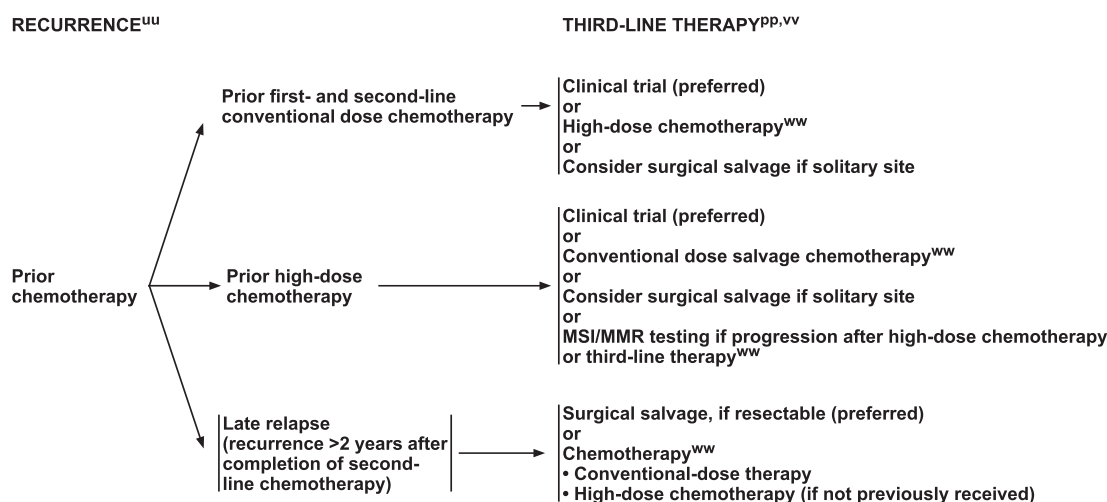 RECURRENCEuu
THIRD-LINE THERAPYpp,vv
Prior first- and second-line
conventional dose chemotherapy
Clinical trial (preferred)
or
High-dose chemotherapyww
or
Consider surgical salvage if solitary site
Prior
chemotherapy
Prior high-dose
chemotherapy
Clinical trial (preferred)
or
Conventional dose salvage chemotherapyww
or
Consider surgical salvage if solitary site
or
MSI/MMR testing if progression after high-dose chemotherapy
or third-line therapyww
Late relapse
(recurrence >2 years after
completion of second-
line chemotherapy)
Surgical salvage, if resectable (preferred)
or
Chemotherapyww
• Conventional-dose therapy
• High-dose chemotherapy (if not previously received)